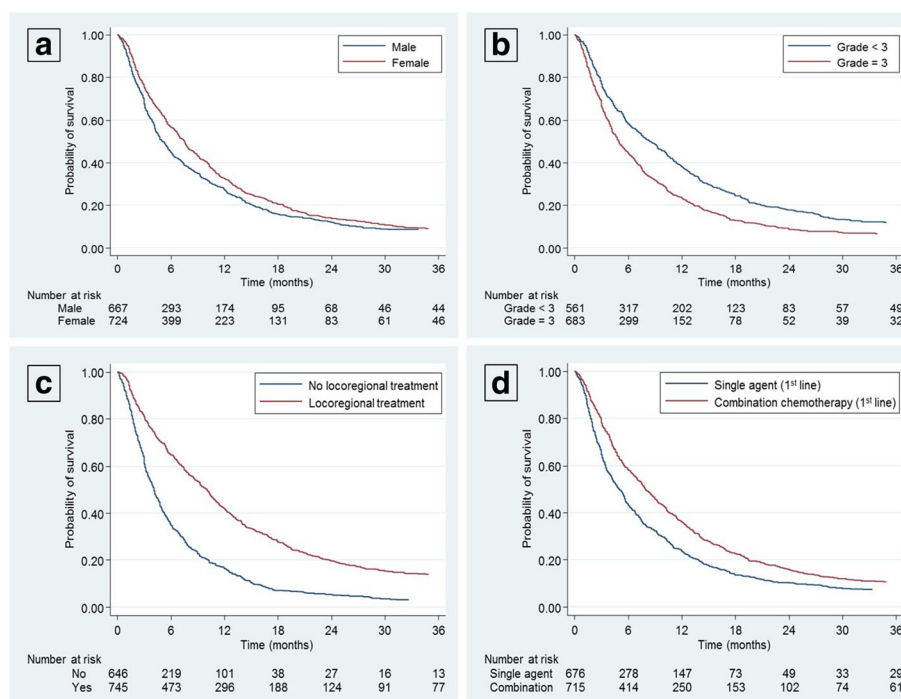 a
Male
Female
Probability of survival
1.00
0.80
0.60
0.40
0.20
0.00
0 6 12 18 24 30 36
Time (months)
Number at risk
Male 667 293 174 95 68 46 44
Female 724 399 223 131 83 61 46
b
Grade < 3
Grade = 3
Probability of survival
1.00
0.80
0.60
0.40
0.20
0.00
0 6 12 18 24 30 36
Time (months)
Number at risk
Grade < 3 561 317 202 123 83 57 49
Grade = 3 683 299 152 78 52 39 32
c
No locoregional treatment
Locoregional treatment
Probability of survival
1.00
0.80
0.60
0.40
0.20
0.00
0 6 12 18 24 30 36
Time (months)
Number at risk
No 646 219 101 38 27 16 13
Yes 745 473 296 188 124 91 77
d
Single agent (1st line)
Combination chemotherapy (1st line)
Probability of survival
1.00
0.80
0.60
0.40
0.20
0.00
0 6 12 18 24 30 36
Time (months)
Number at risk
Single agent 676 278 147 73 49 33 29
Combination 715 414 250 153 102 74 61